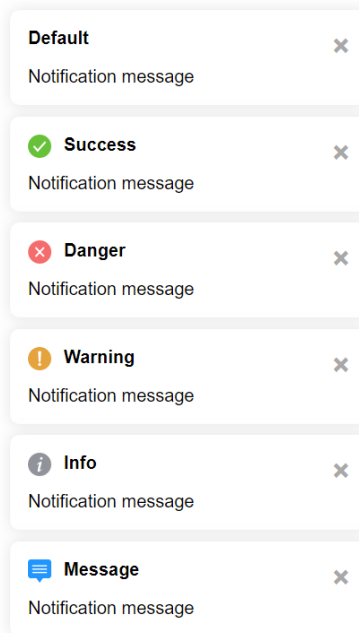 Default
Notification message
Success
Notification message
Danger
Notification message
Warning
Notification message
Info
Notification message
Message
Notification message